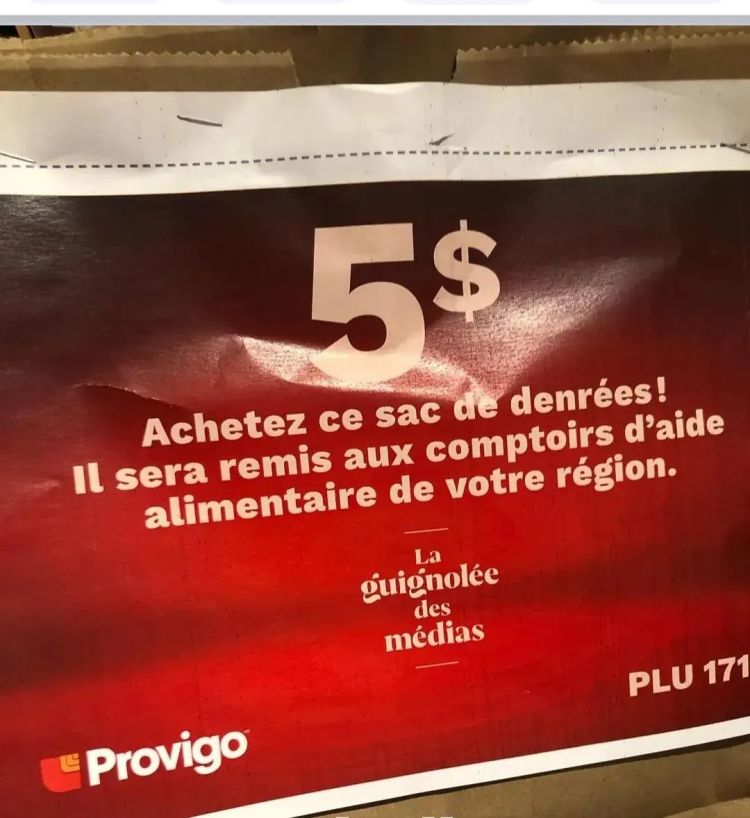 5$
Achetez ce sac de denrées!
Il sera remis aux comptoirs d'aide
alimentaire de votre région.
La
guignolée
des
médias
PLU 171
Provigo